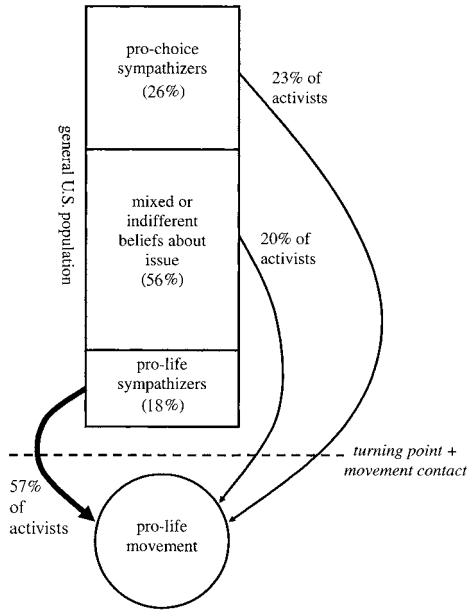 pro-choice
sympathizers
(26%)
23% of
activists
general U.S. population
mixed or
indifferent
beliefs about
issue
(56%)
20% of
activists
pro-life
sympathizers
(18%)
turning point +
movement contact
57%
of
activists
pro-life
movement